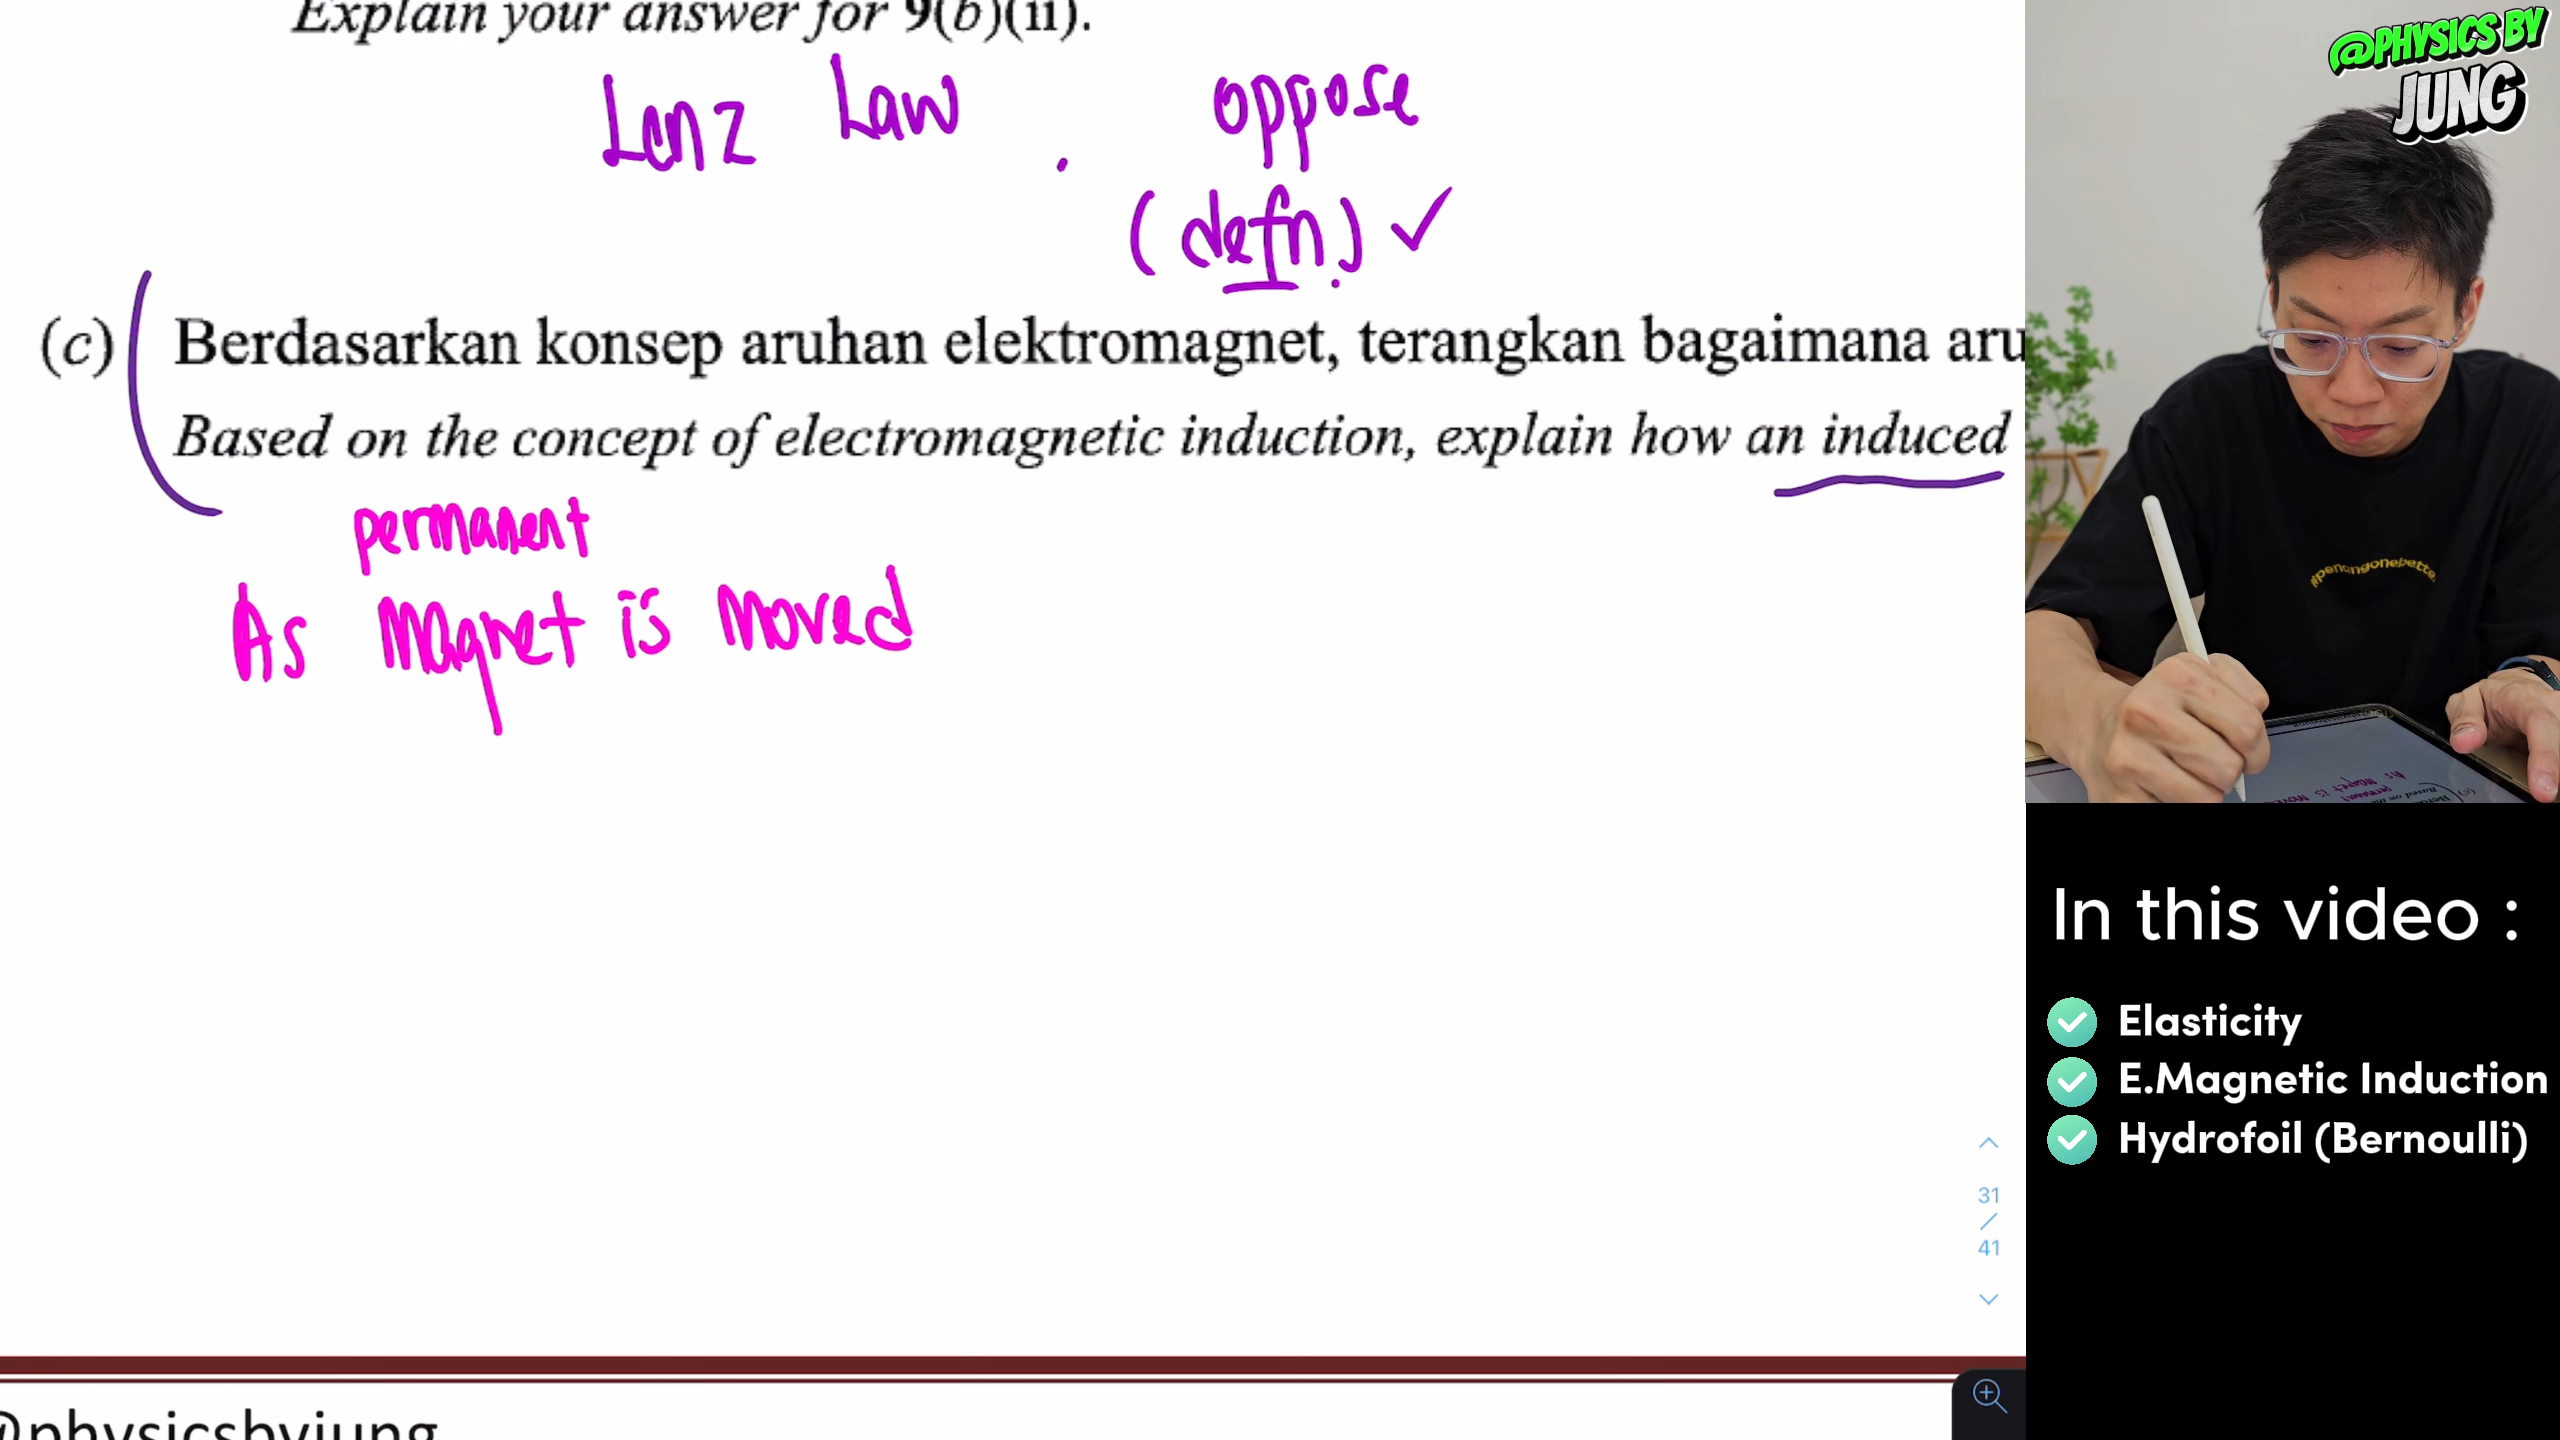 Explain your answer for 9(b)(ii).
Lenz Law . oppose
(defn.) ✓
(c) Berdasarkan konsep aruhan elektromagnet, terangkan bagaimana aru
Based on the concept of electromagnetic induction, explain how an induced
permanent
As magnet is moved
31
/
41
@physicsbyjung
@PHYSICS BY
JUNG
In this video :
Elasticity
E.Magnetic Induction
Hydrofoil (Bernoulli)